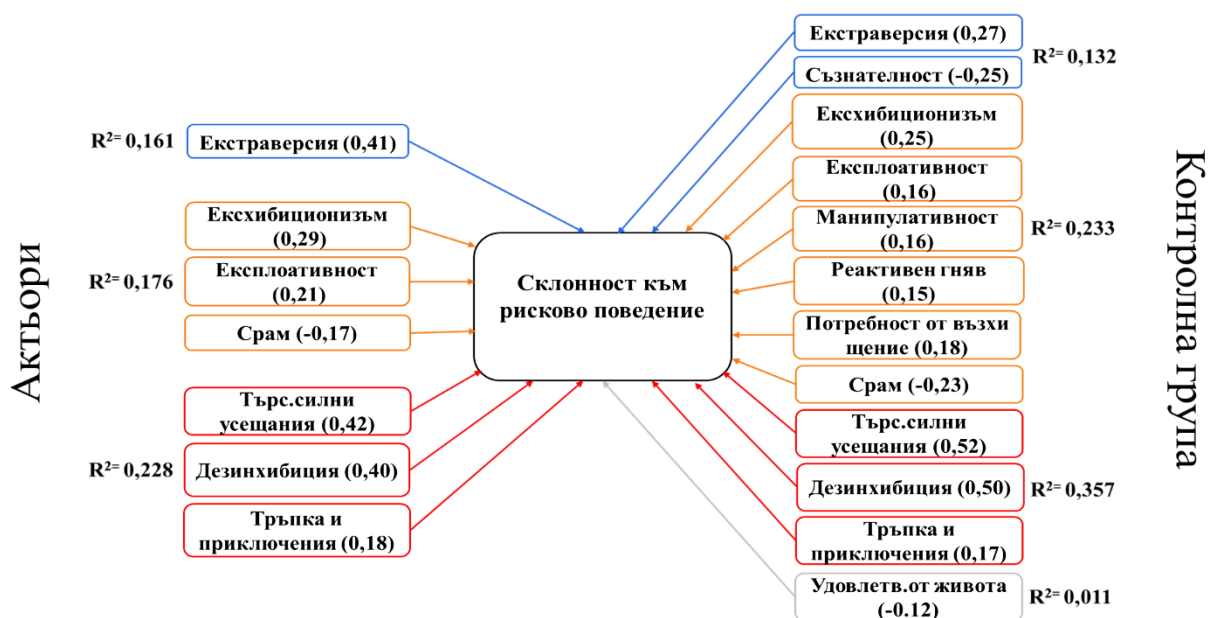 Актьори
R²= 0,161
Екстраверсия (0,41)
Ексхибиционизъм
(0,29)
R²= 0,176
Експлоативност
(0,21)
Срам (-0,17)
Търс.силни
усещания (0,42)
R²= 0,228
Дезинхибиция (0,40)
Тръпка и
приключения (0,18)
Склонност към
рисково поведение
Екстраверсия (0,27)
R²= 0,132
Съзнателност (-0,25)
Ексхибиционизъм
(0,25)
Експлоативност
(0,16)
Манипулативност
(0,16)
R²= 0,233
Реактивен гняв
(0,15)
Потребност от възхи
щение (0,18)
Срам (-0,23)
Търс.силни
усещания (0,52)
Дезинхибиция (0,50)
R²= 0,357
Тръпка и
приключения (0,17)
Удовлетв.от живота
(-0.12)
R²= 0,011
Контролна група